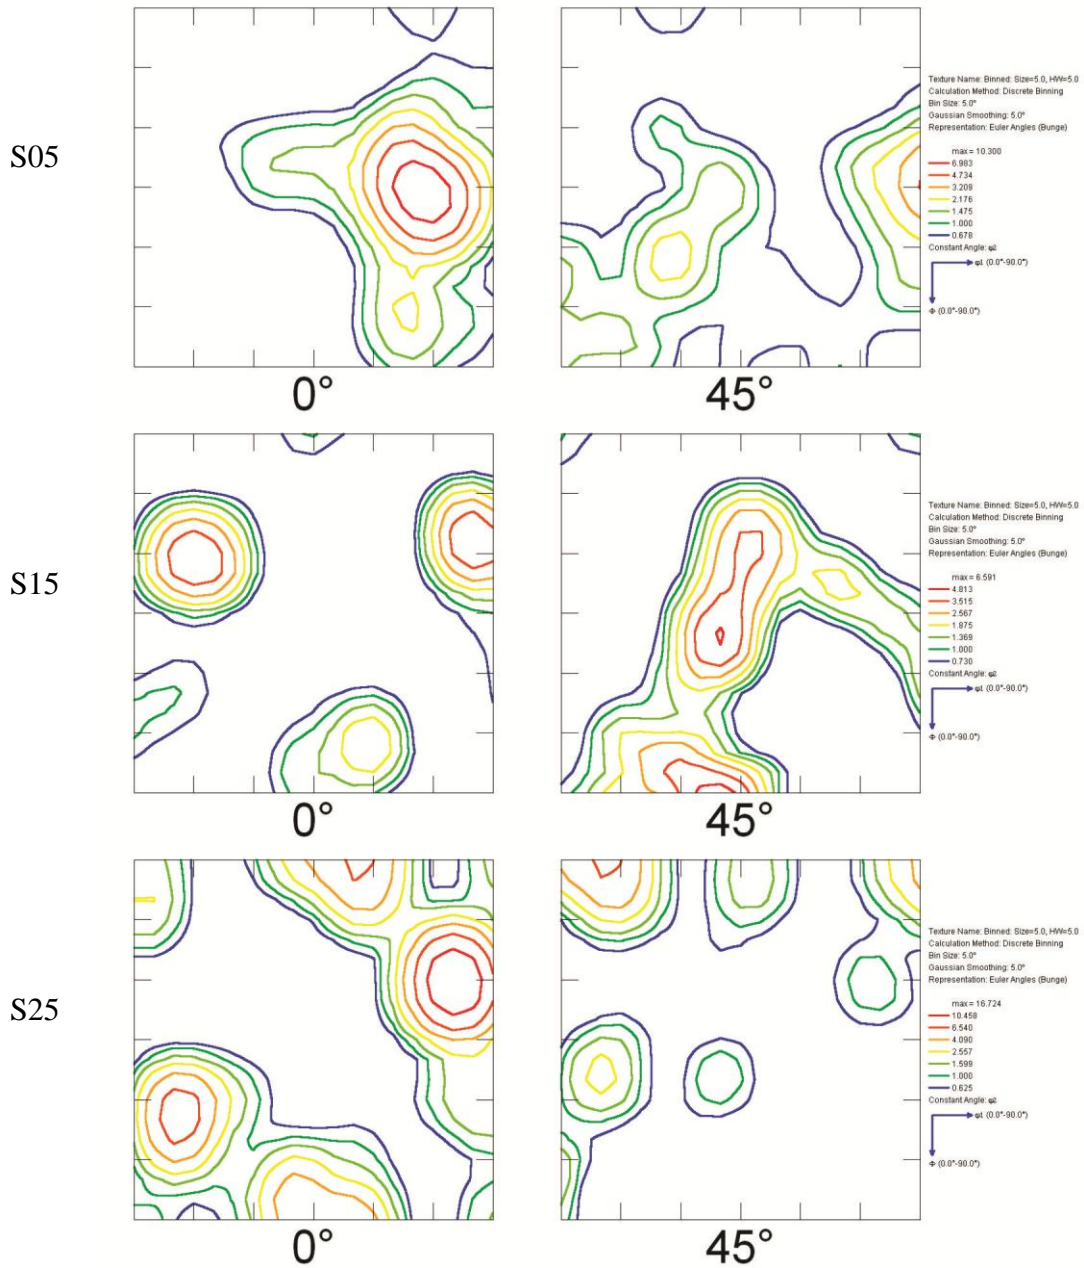 S05
Texture Name: Binned: Size=5.0, HW=5.0
Calculation Method: Discrete Binning
Bin Size: 5.0°
Gaussian Smoothing: 5.0°
Representation: Euler Angles (Bunge)
max = 10.300
6.983
4.734
3.208
2.176
1.475
1.000
0.678
Constant Angle: φ2
φ1 (0.0°-90.0°)
Φ (0.0°-90.0°)
0° 45°
S15
Texture Name: Binned: Size=5.0, HW=5.0
Calculation Method: Discrete Binning
Bin Size: 5.0°
Gaussian Smoothing: 5.0°
Representation: Euler Angles (Bunge)
max = 6.591
4.813
3.515
2.567
1.875
1.369
1.000
0.730
Constant Angle: φ2
φ1 (0.0°-90.0°)
Φ (0.0°-90.0°)
0° 45°
S25
Texture Name: Binned: Size=5.0, HW=5.0
Calculation Method: Discrete Binning
Bin Size: 5.0°
Gaussian Smoothing: 5.0°
Representation: Euler Angles (Bunge)
max = 16.724
10.458
6.540
4.090
2.557
1.599
1.000
0.625
Constant Angle: φ2
φ1 (0.0°-90.0°)
Φ (0.0°-90.0°)
0° 45°